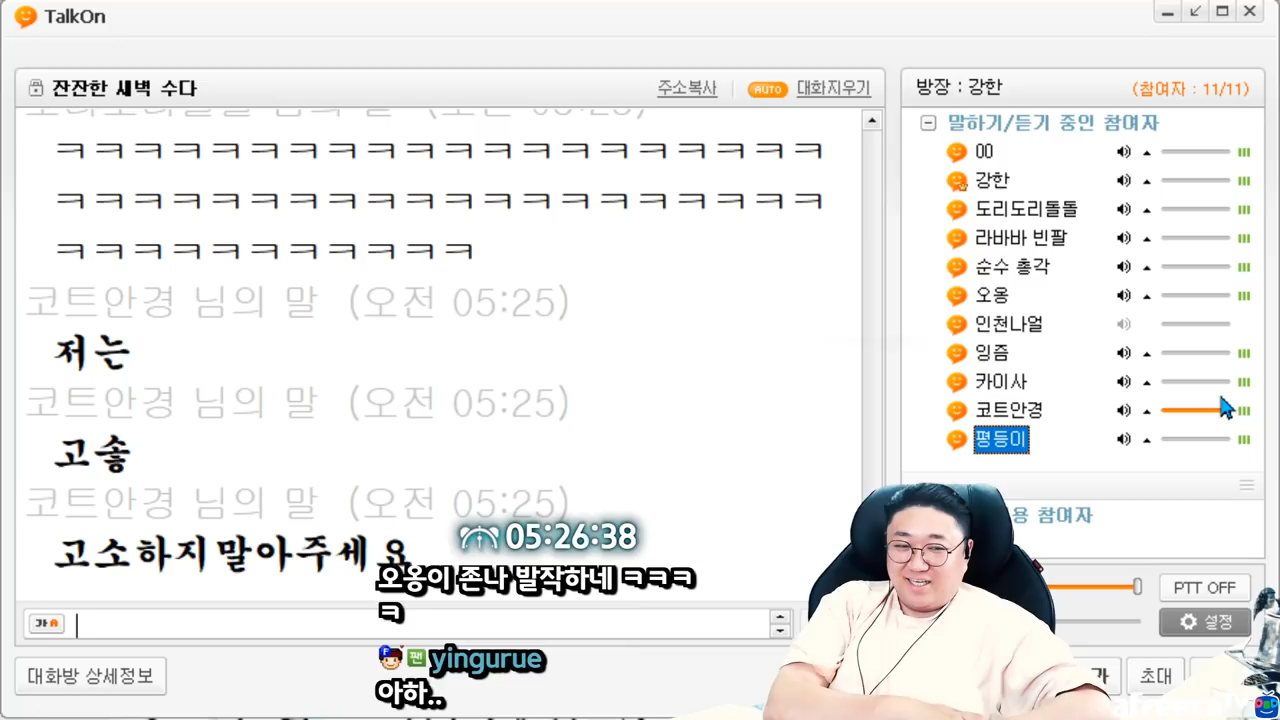 TalkOn
잔잔한 새벽 수다
주소복사
AUTO
대화지우기
ㅋㅋㅋㅋㅋㅋㅋㅋㅋㅋㅋㅋㅋㅋㅋㅋㅋㅋㅋㅋ
ㅋㅋㅋㅋㅋㅋㅋㅋㅋㅋㅋㅋㅋㅋㅋㅋㅋㅋㅋㅋ
ㅋㅋㅋㅋㅋㅋㅋㅋㅋㅋㅋ
코트안경 님의 말 (오전 05:25)
저는
코트안경 님의 말 (오전 05:25)
고솧
코트안경 님의 말 (오전 05:25)
고소하지말아주세요
05:26:38
오옹이 존나 발작하네 ㅋㅋㅋ
ㅋ
F 팬 yingurue
아하..
가A
대화방 상세정보
방장 : 강한
(참여자 : 11/11)
말하기/듣기 중인 참여자
00
강한
도리도리돌돌
라바바 빈팔
순수 총각
오옹
인천나얼
잉즘
카이사
코트안경
평등이
용 참여자
PTT OFF
설정
초대